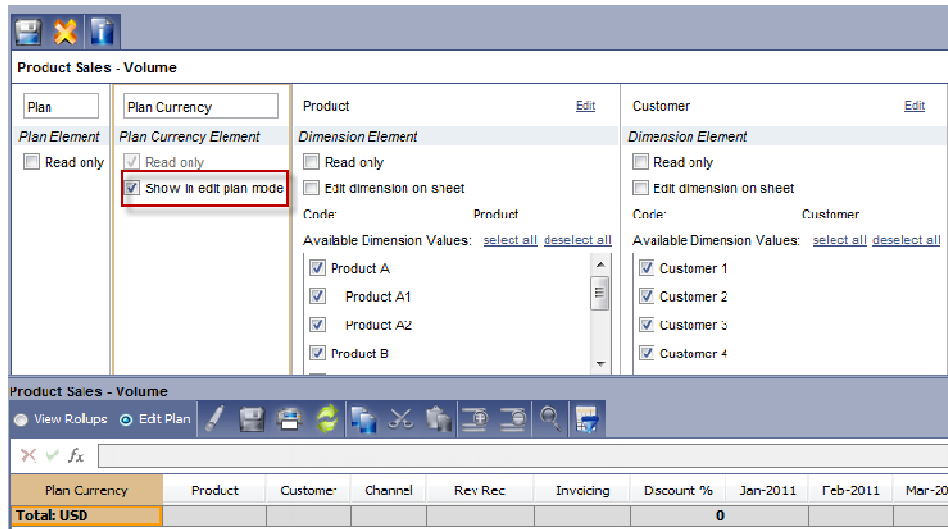 Product Sales - Volume
Plan
Plan Currency
Product Edit
Customer Edit
Plan Element
Plan Currency Element
Dimension Element
Dimension Element
Read only
Read only
Read only
Read only
Show in edit plan mode
Edit dimension on sheet
Edit dimension on sheet
Code: Product
Code: Customer
Available Dimension Values: select all deselect all
Available Dimension Values: select all deselect all
Product A
Customer 1
Product A1
Customer 2
Product A2
Customer 3
Product B
Customer 4
Product Sales - Volume
View Rollups Edit Plan
fx
Plan Currency Product Customer Channel Rev Rec Invoicing Discount % Jan-2011 Feb-2011 Mar-20
Total: USD 0